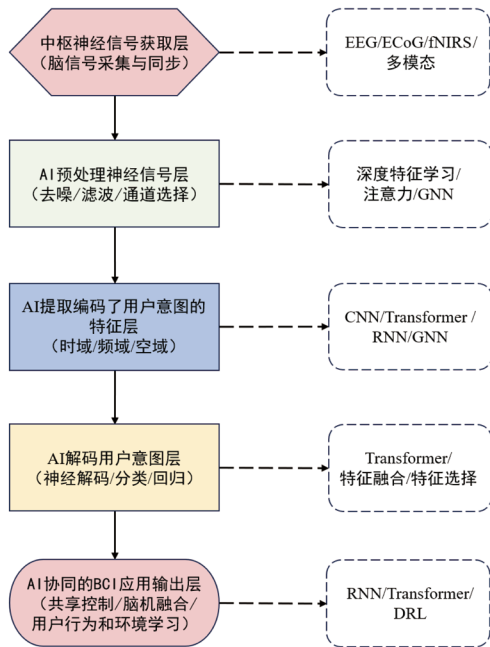 中枢神经信号获取层
（脑信号采集与同步）
EEG/ECoG/fNIRS/
多模态
AI预处理神经信号层
（去噪/滤波/通道选择）
深度特征学习/
注意力/GNN
AI提取编码了用户意图的
特征层
（时域/频域/空域）
CNN/Transformer /
RNN/GNN
AI解码用户意图层
（神经解码/分类/回归）
Transformer/
特征融合/特征选择
AI协同的BCI应用输出层
（共享控制/脑机融合/
用户行为和环境学习）
RNN/Transformer/
DRL